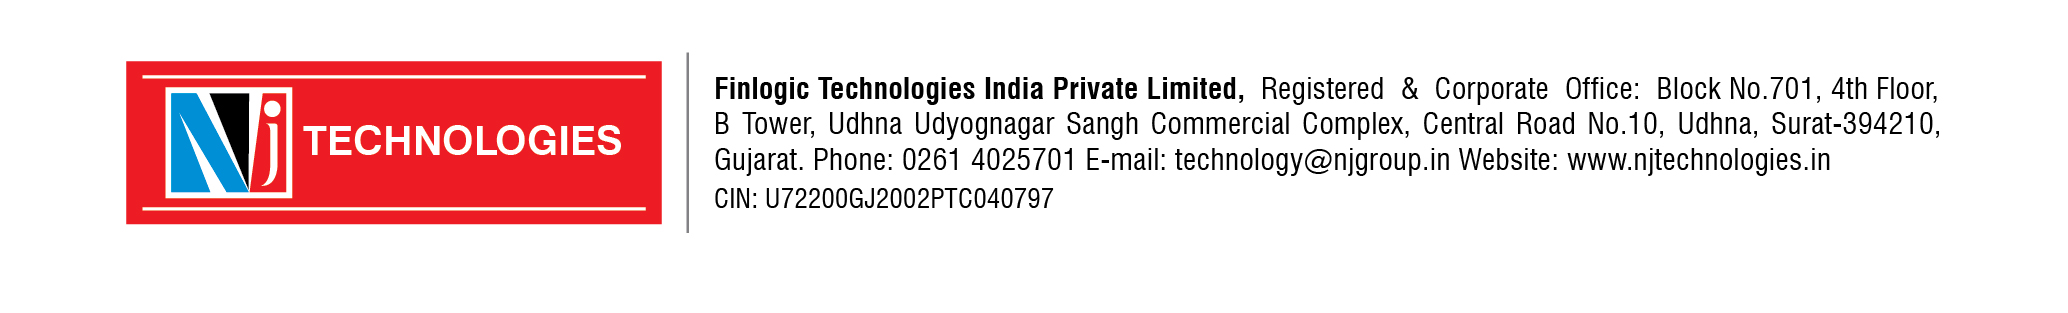 Nj TECHNOLOGIES
Finlogic Technologies India Private Limited, Registered & Corporate Office: Block No.701, 4th Floor,
B Tower, Udhna Udyognagar Sangh Commercial Complex, Central Road No.10, Udhna, Surat-394210,
Gujarat. Phone: 0261 4025701 E-mail: technology@njgroup.in Website: www.njtechnologies.in
CIN: U72200GJ2002PTC040797